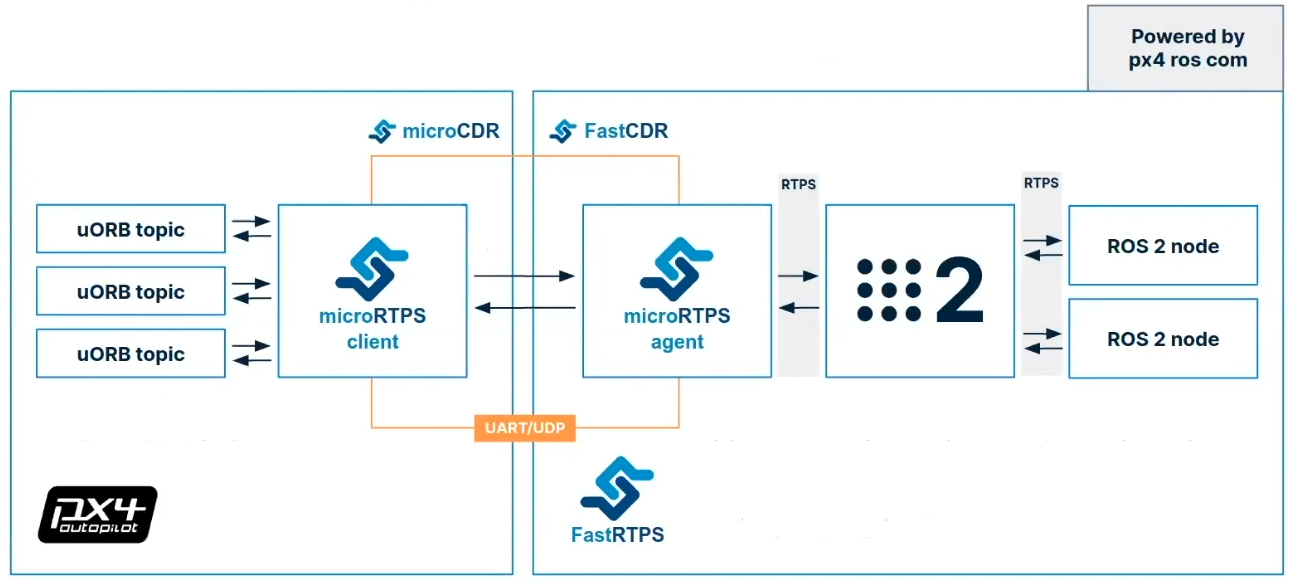 Powered by
px4 ros com
microCDR
FastCDR
RTPS
RTPS
uORB topic
uORB topic
uORB topic
microRTPS
client
microRTPS
agent
2
ROS 2 node
ROS 2 node
UART/UDP
px4
autopilot
FastRTPS